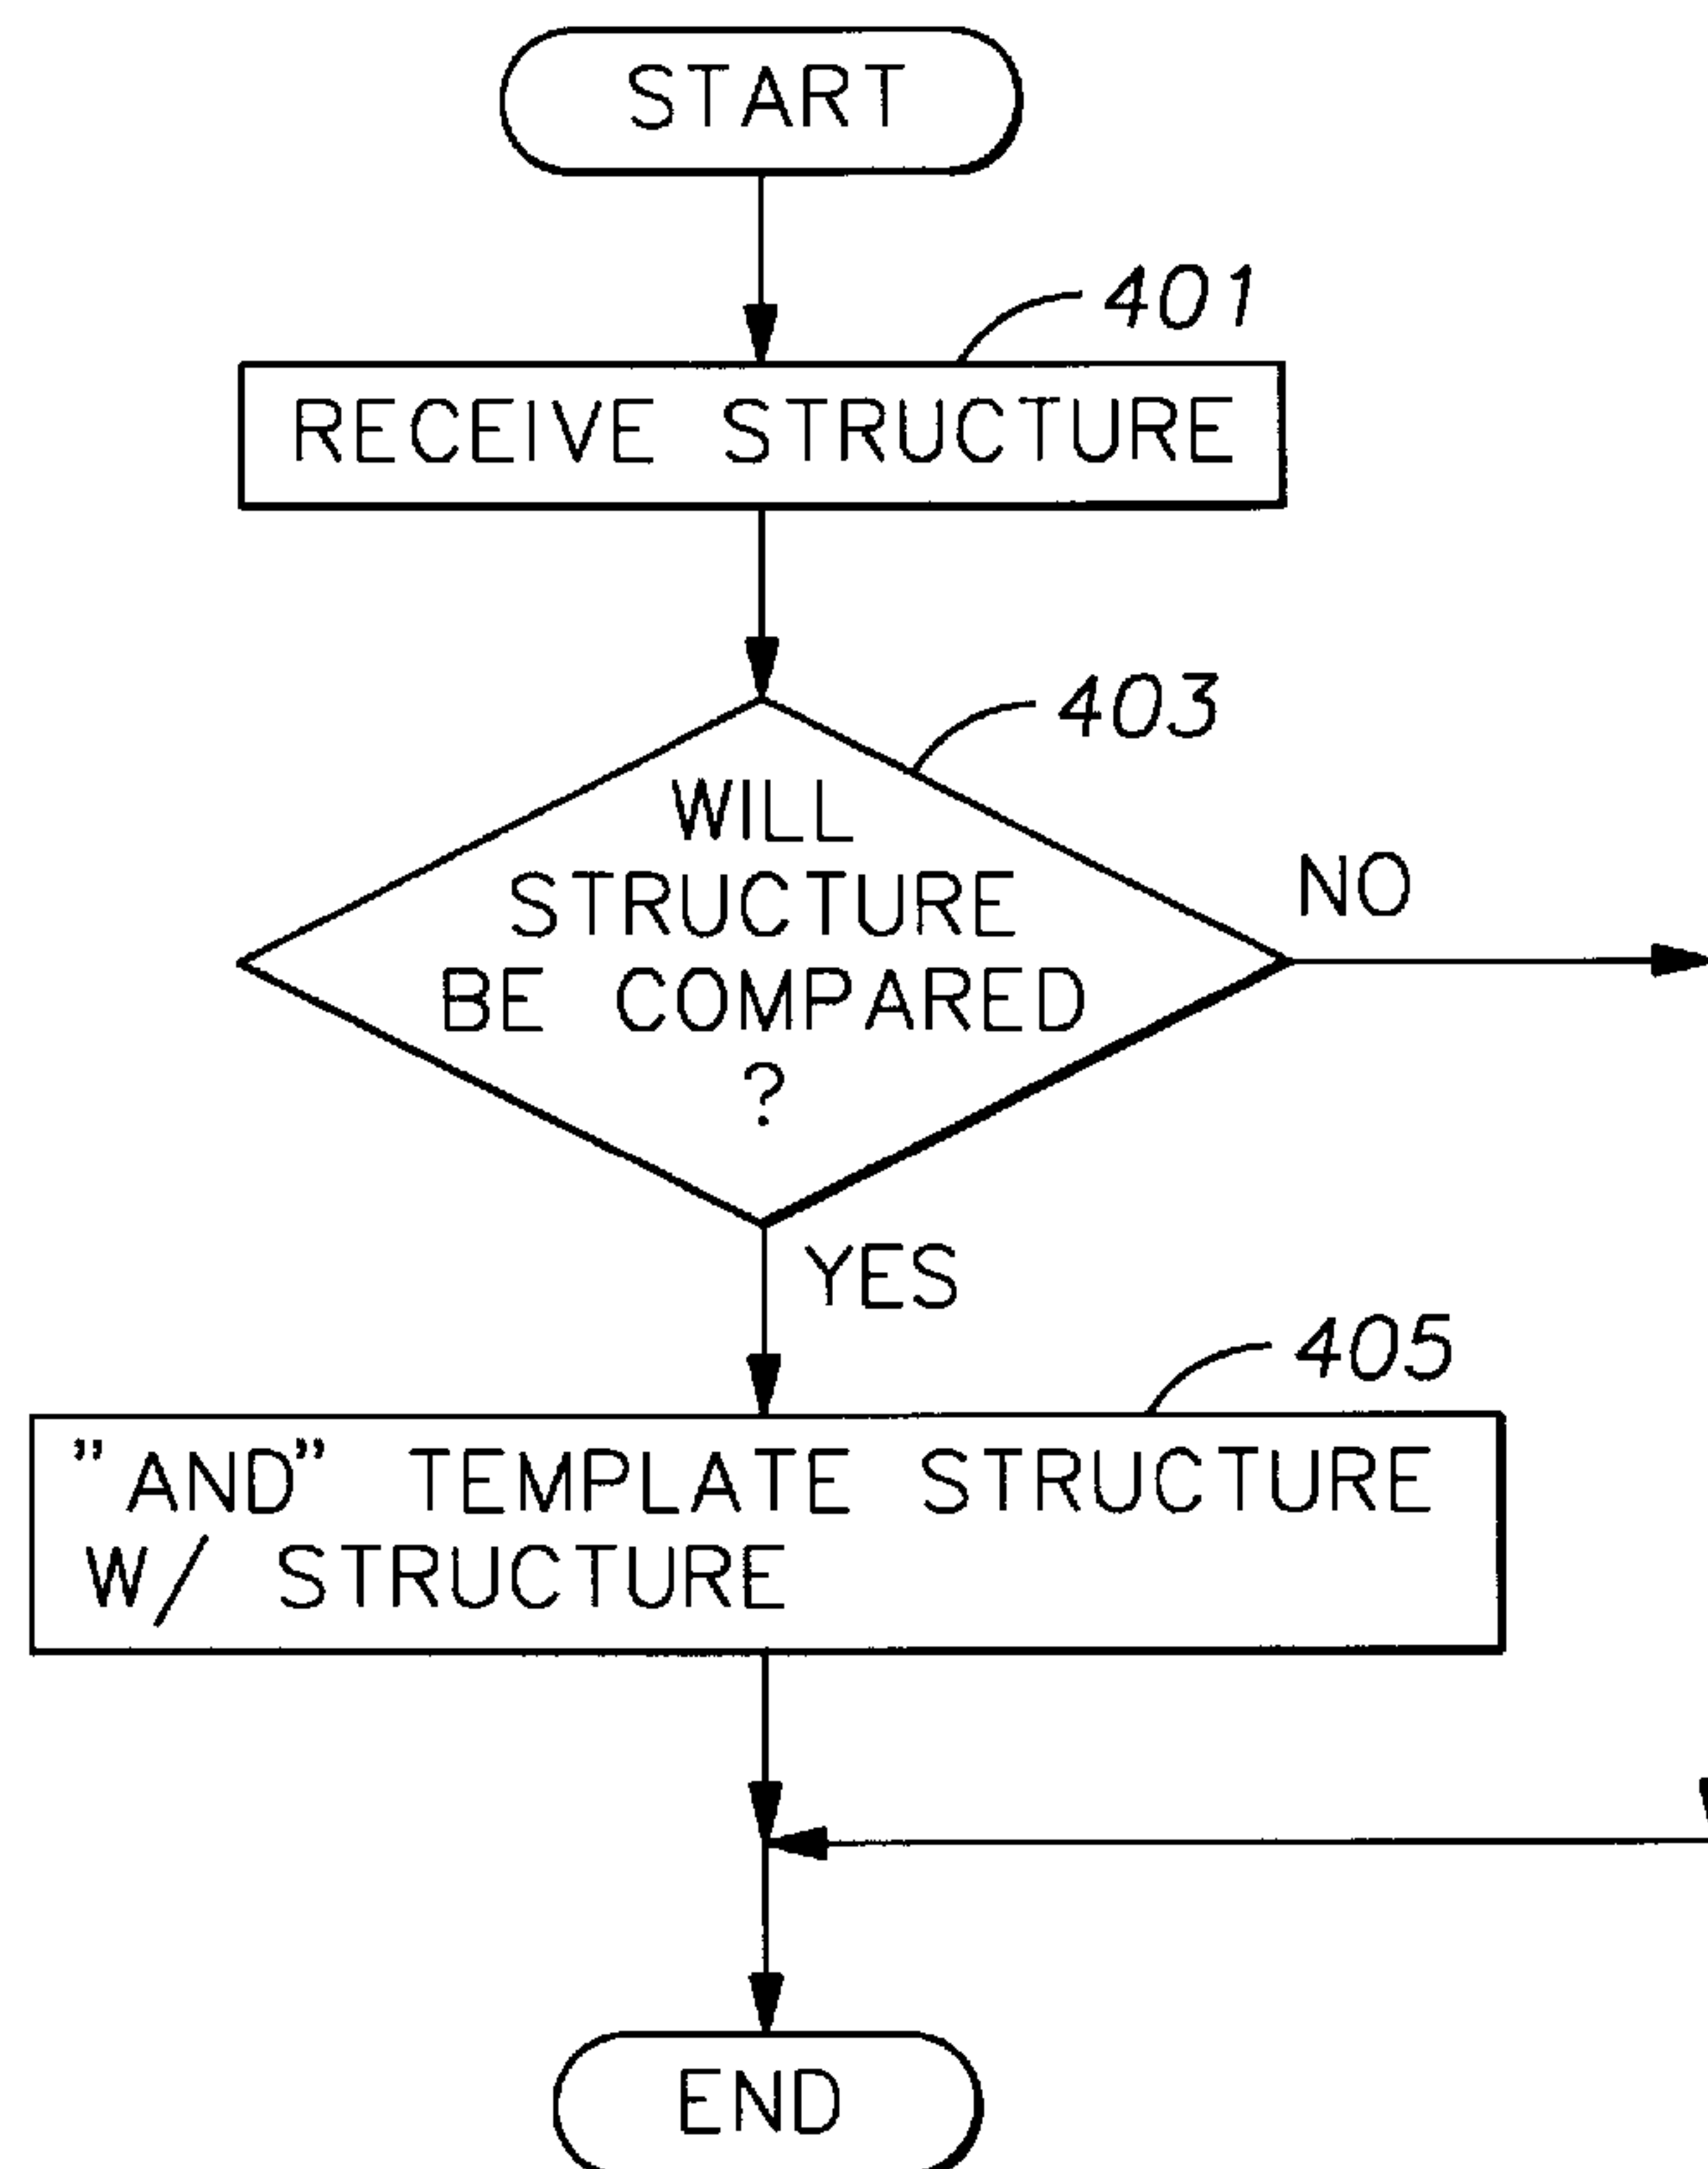 START
401
RECEIVE STRUCTURE
403
WILL
STRUCTURE
BE COMPARED
?
NO
YES
405
"AND" TEMPLATE STRUCTURE
W/ STRUCTURE
END